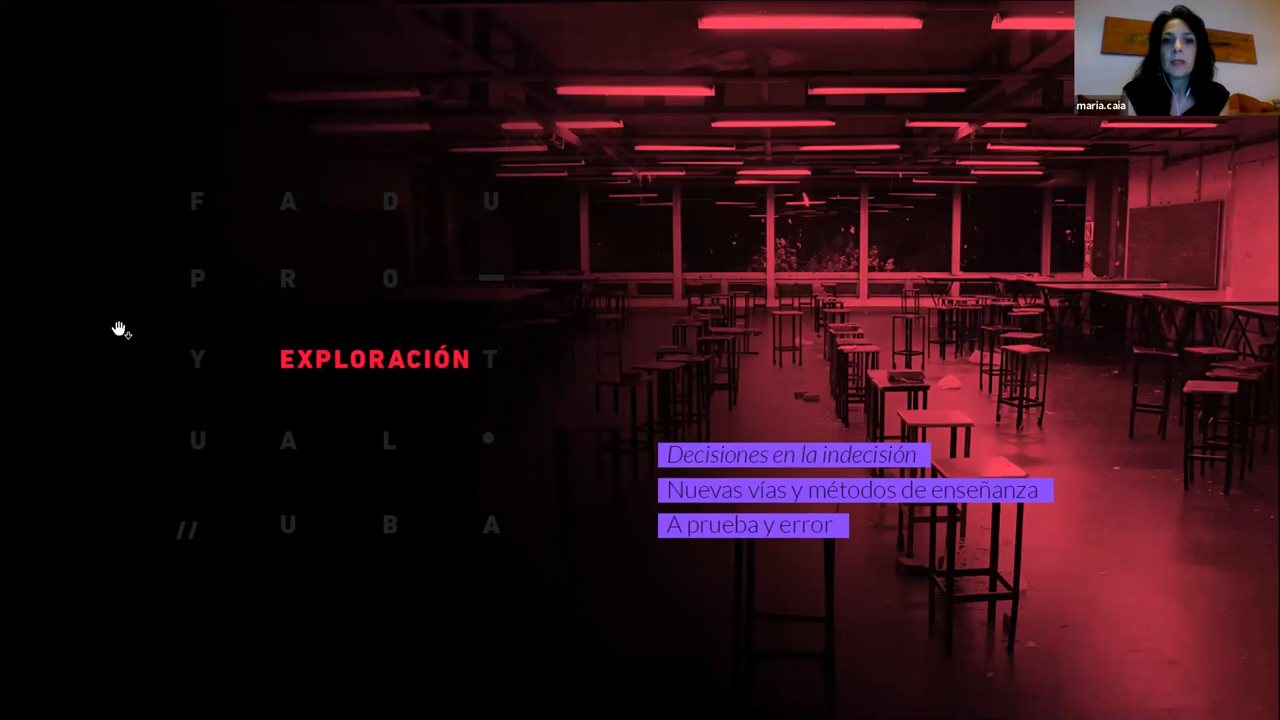 maria.caia
F A D U
P R O –
Y EXPLORACIÓN T
U A L •
// U B A
Decisiones en la indecisión
Nuevas vías y métodos de enseñanza
A prueba y error